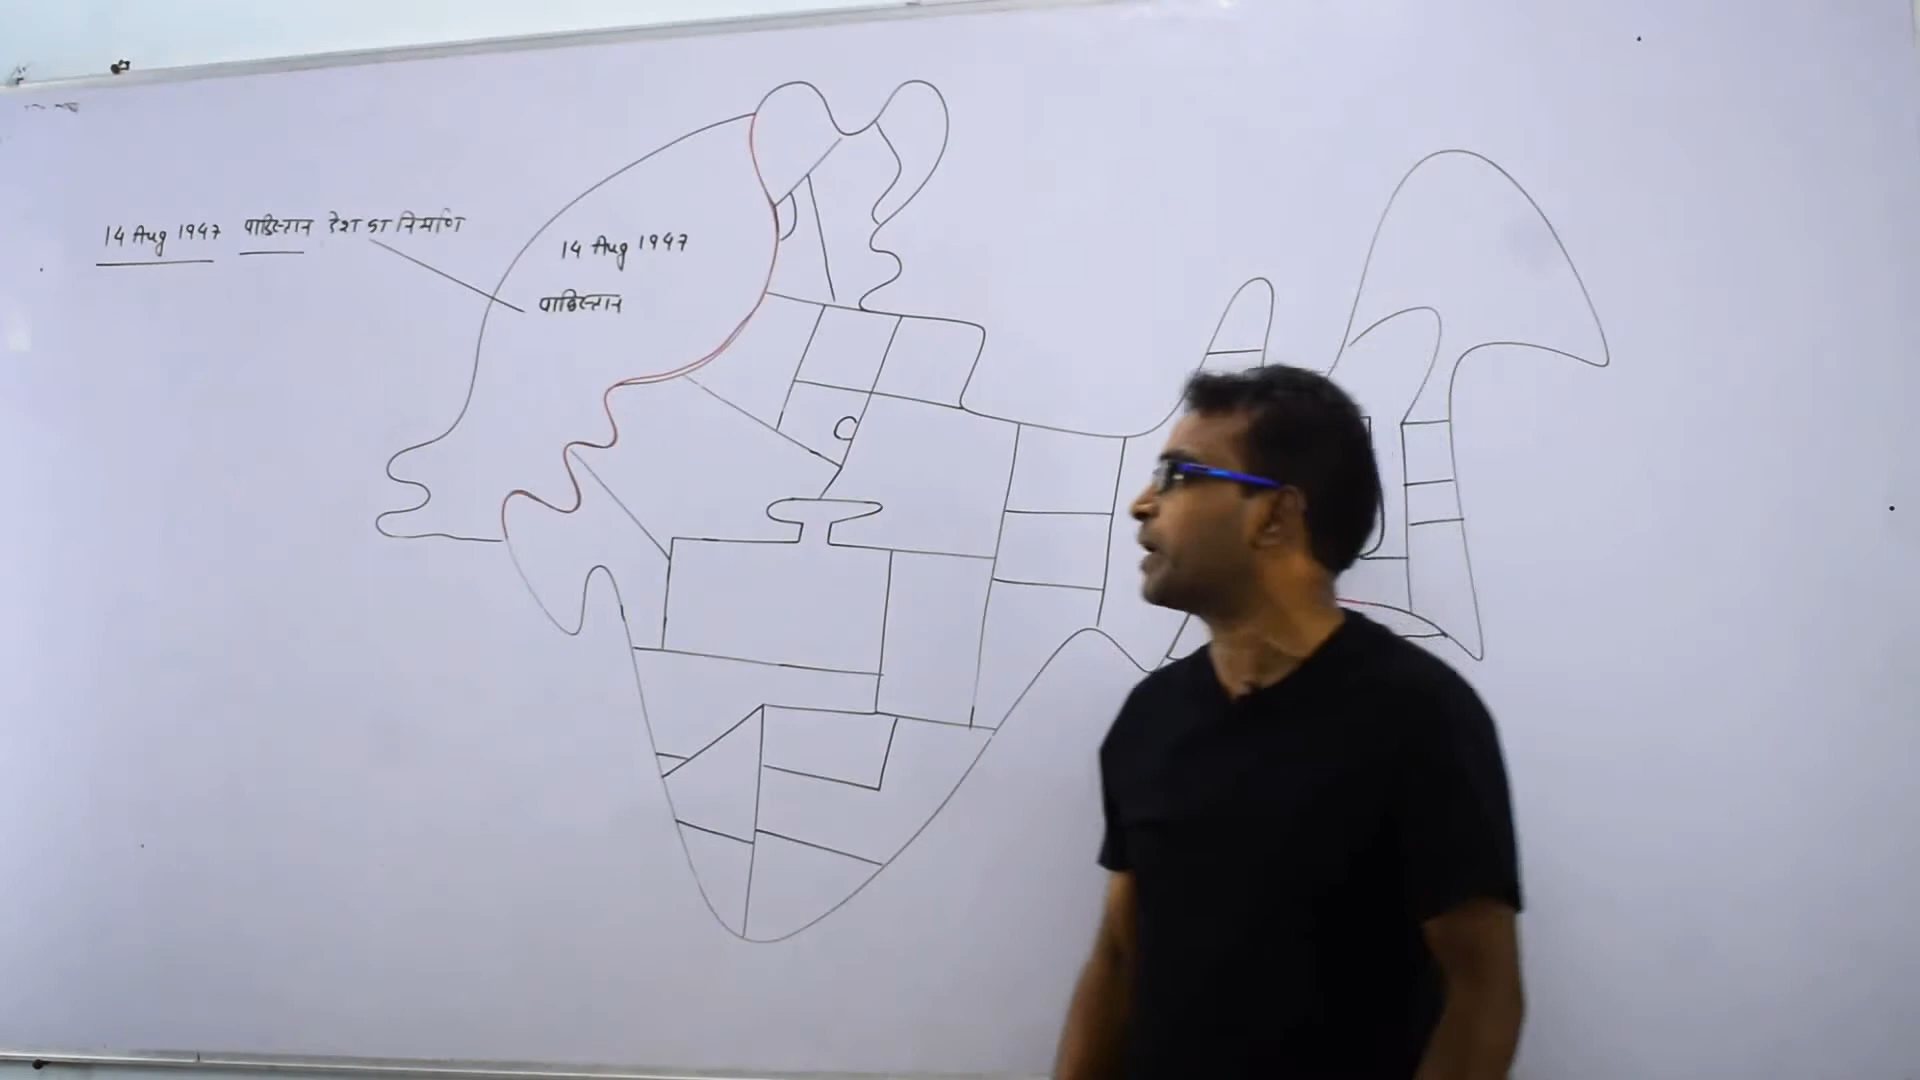 14 Aug 1947 पाकिस्तान देश का निर्माण
14 Aug 1947
पाकिस्तान